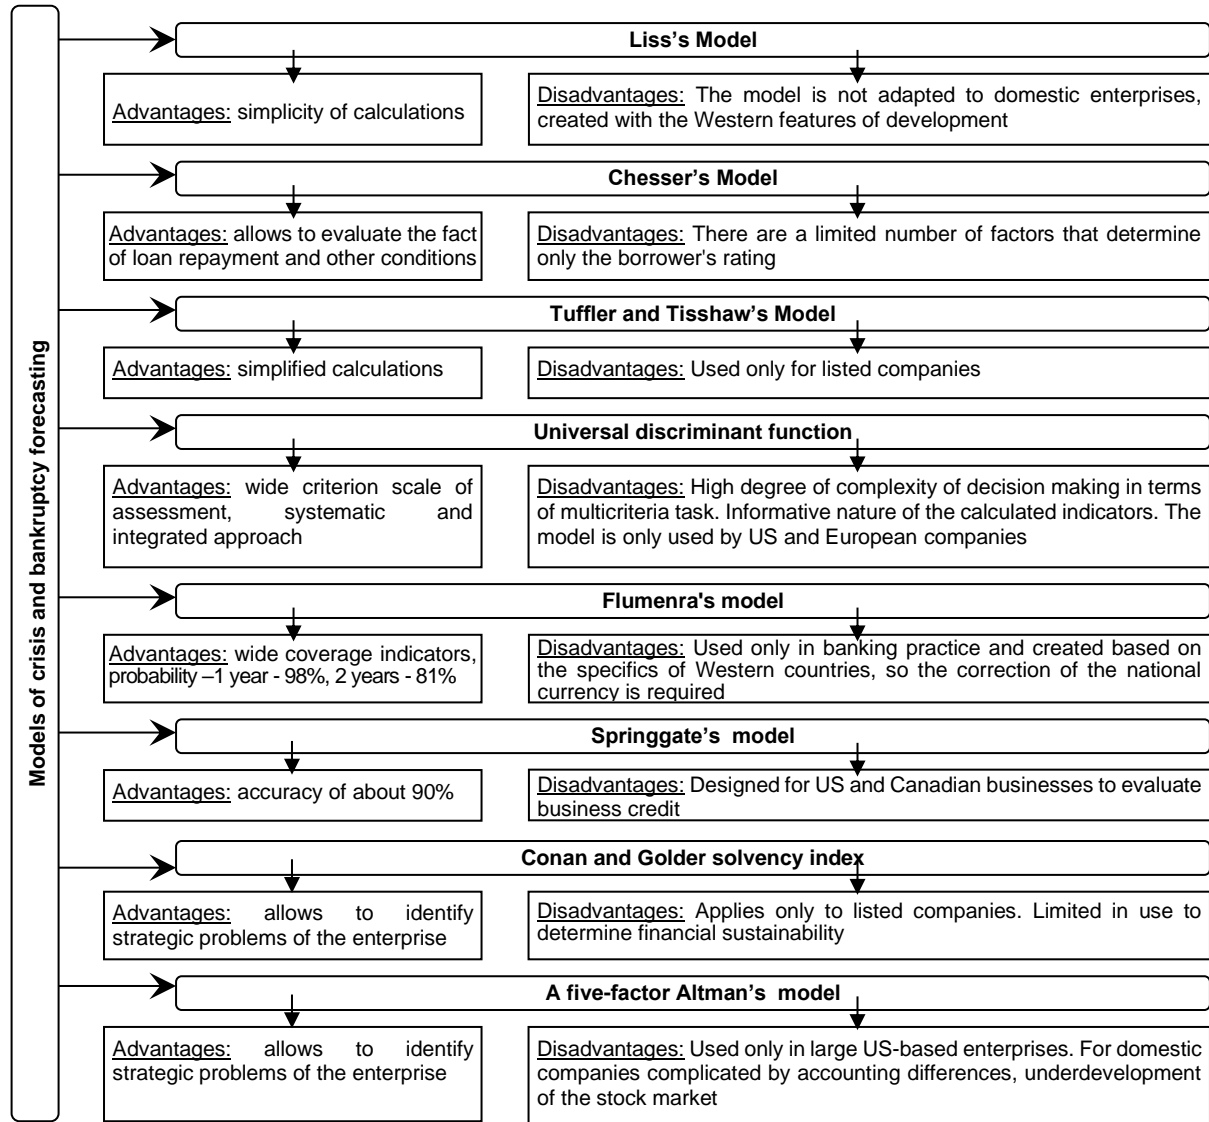 Models of crisis and bankruptcy forecasting
Liss's Model
Advantages: simplicity of calculations
Disadvantages: The model is not adapted to domestic enterprises,
created with the Western features of development
Chesser's Model
Advantages: allows to evaluate the fact
of loan repayment and other conditions
Disadvantages: There are a limited number of factors that determine
only the borrower's rating
Tuffler and Tisshaw's Model
Advantages: simplified calculations
Disadvantages: Used only for listed companies
Universal discriminant function
Advantages: wide criterion scale of
assessment, systematic and
integrated approach
Disadvantages: High degree of complexity of decision making in terms
of multicriteria task. Informative nature of the calculated indicators. The
model is only used by US and European companies
Flumenra's model
Advantages: wide coverage indicators,
probability –1 year - 98%, 2 years - 81%
Disadvantages: Used only in banking practice and created based on
the specifics of Western countries, so the correction of the national
currency is required
Springgate's model
Advantages: accuracy of about 90%
Disadvantages: Designed for US and Canadian businesses to evaluate
business credit
Conan and Golder solvency index
Advantages: allows to identify
strategic problems of the enterprise
Disadvantages: Applies only to listed companies. Limited in use to
determine financial sustainability
A five-factor Altman's model
Advantages: allows to identify
strategic problems of the enterprise
Disadvantages: Used only in large US-based enterprises. For domestic
companies complicated by accounting differences, underdevelopment
of the stock market